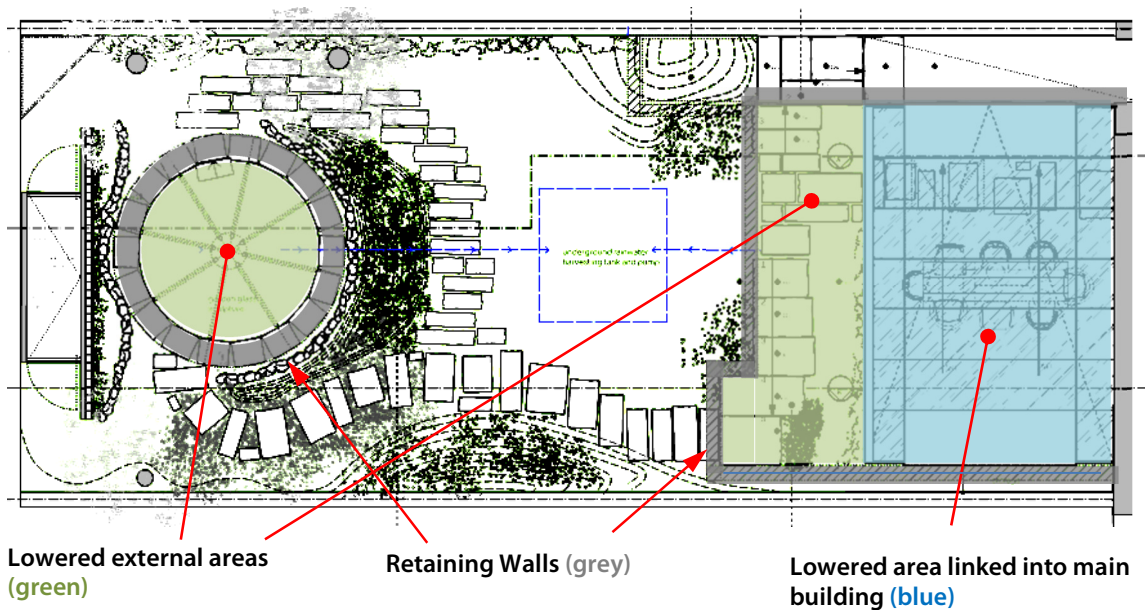 underground rainwater
harvesting tank and pump
Lowered external areas
(green)
Retaining Walls (grey)
Lowered area linked into main
building (blue)